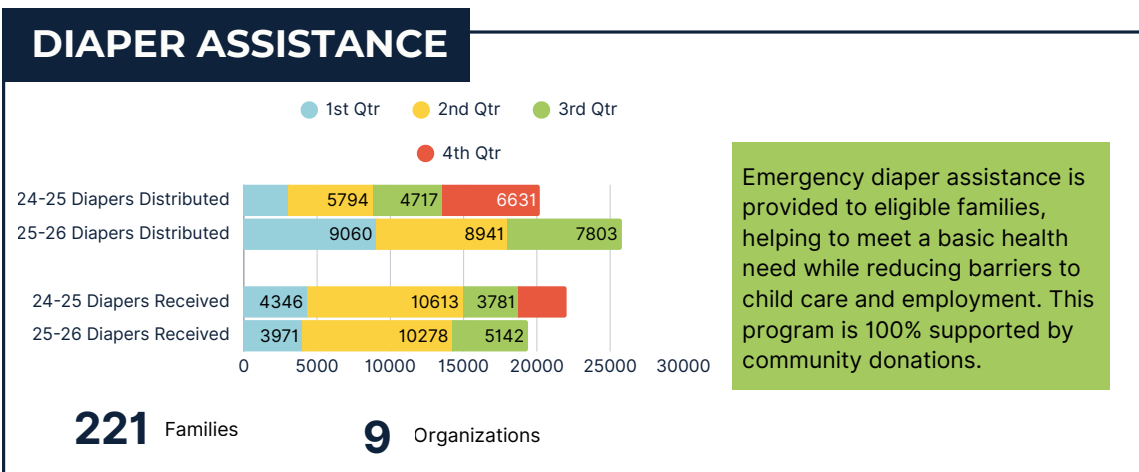 DIAPER ASSISTANCE
1st Qtr 2nd Qtr 3rd Qtr
4th Qtr
24-25 Diapers Distributed 5794 4717 6631
25-26 Diapers Distributed 9060 8941 7803
24-25 Diapers Received 4346 10613 3781
25-26 Diapers Received 3971 10278 5142
0 5000 10000 15000 20000 25000 30000
Emergency diaper assistance is
provided to eligible families,
helping to meet a basic health
need while reducing barriers to
child care and employment. This
program is 100% supported by
community donations.
221 Families 9 Organizations